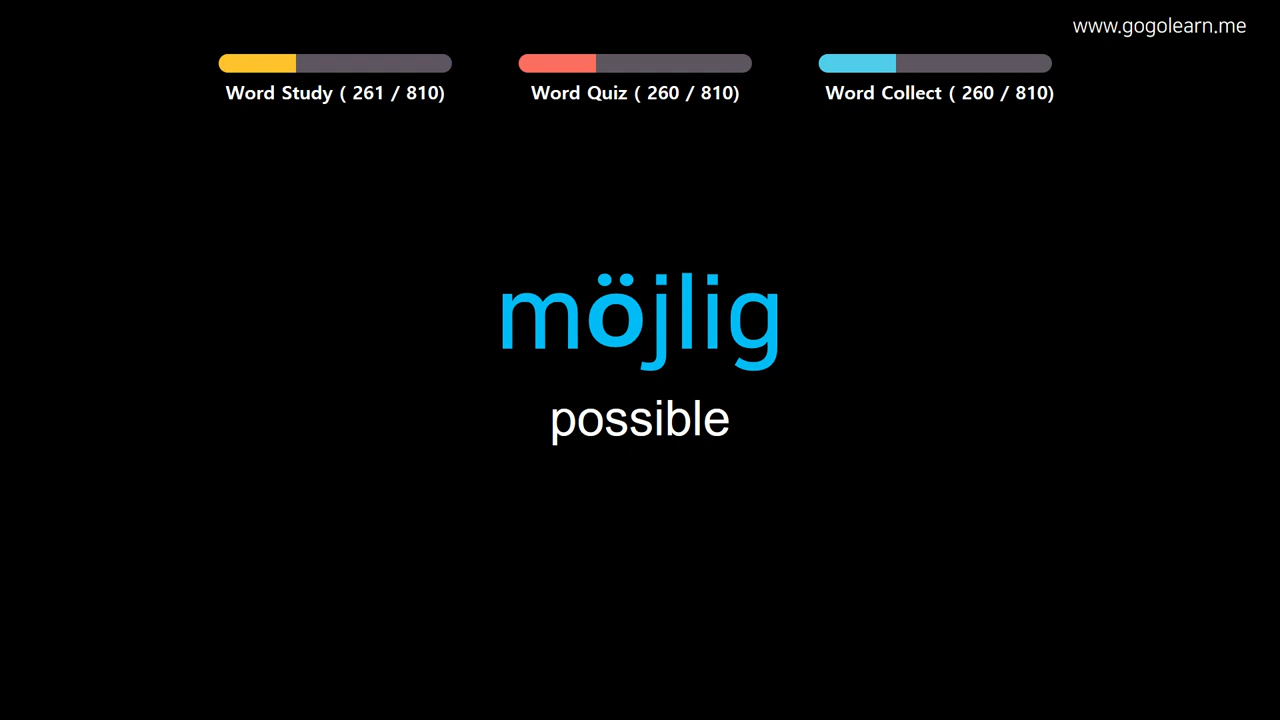 www.gogolearn.me
Word Study ( 261 / 810)
Word Quiz ( 260 / 810)
Word Collect ( 260 / 810)
möjlig
possible